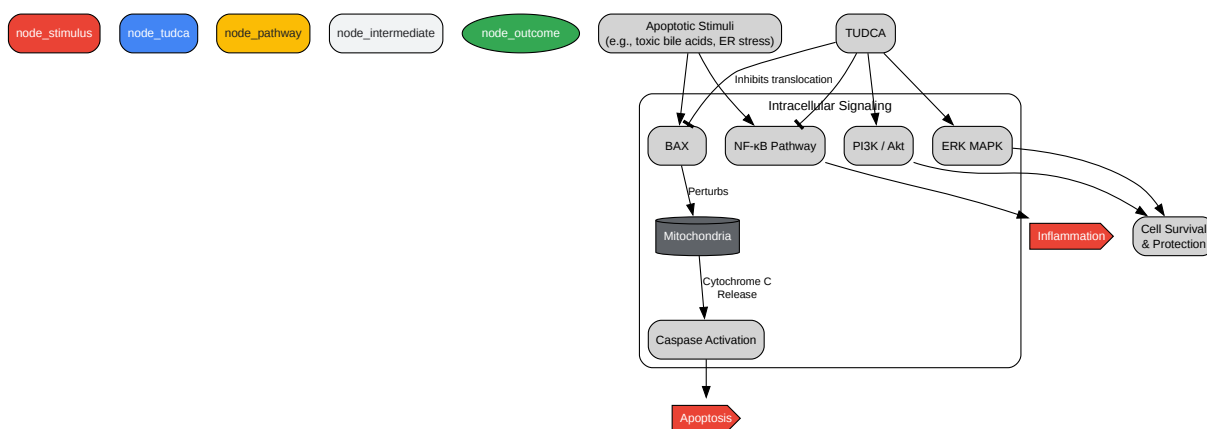 node_stimulus
node_tudca
node_pathway
node_intermediate
node_outcome
Apoptotic Stimuli
(e.g., toxic bile acids, ER stress)
TUDCA
Inhibits translocation
Intracellular Signaling
BAX
NF-κB Pathway
PI3K / Akt
ERK MAPK
Perturbs
Mitochondria
Inflammation
Cell Survival
& Protection
Cytochrome C
Release
Caspase Activation
Apoptosis